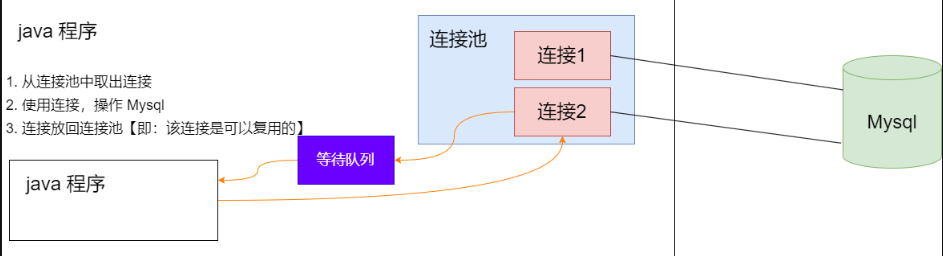 java 程序
1. 从连接池中取出连接
2. 使用连接，操作 Mysql
3. 连接放回连接池【即：该连接是可以复用的】
java 程序
等待队列
连接池
连接1
连接2
Mysql